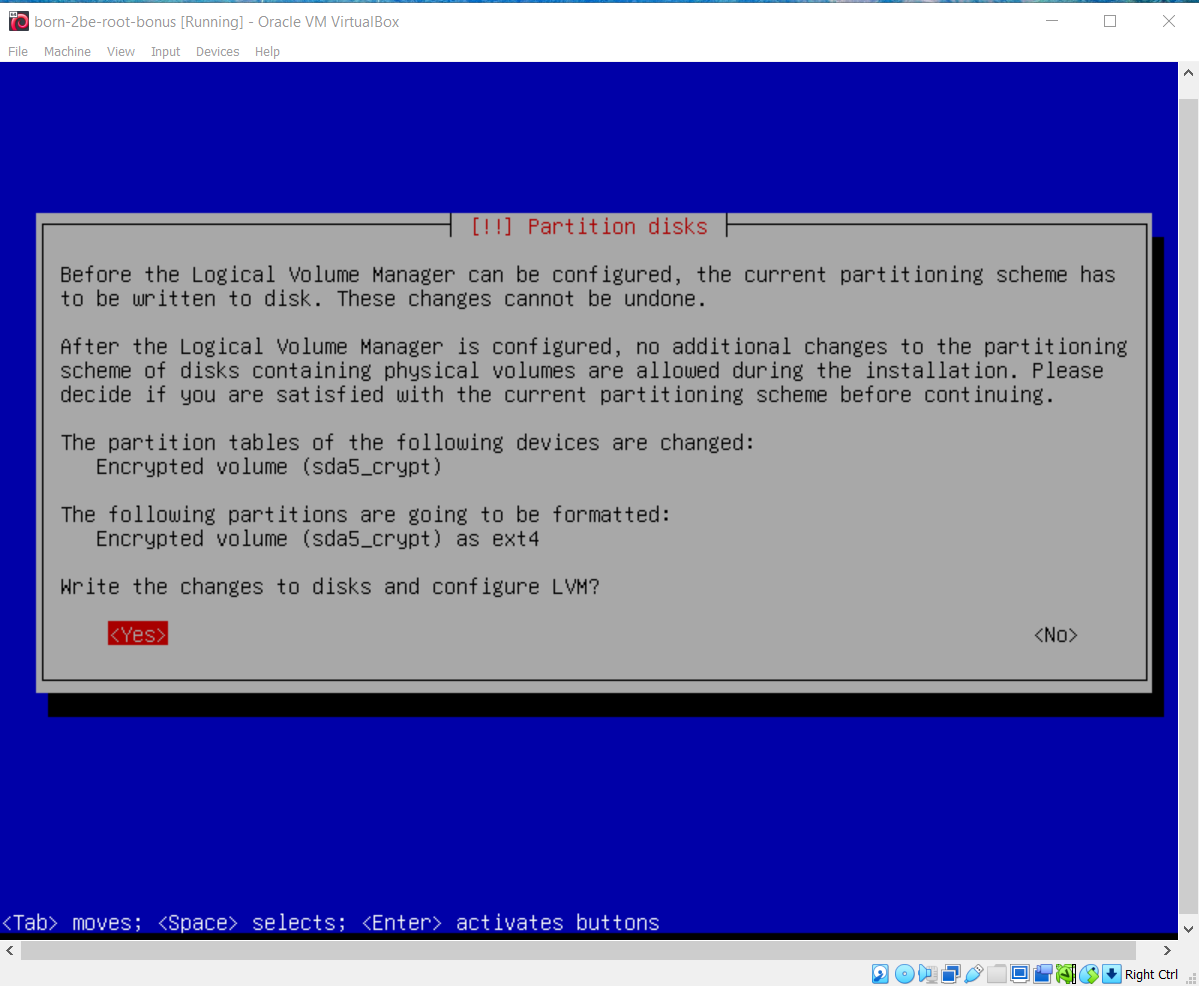 born-2be-root-bonus [Running] - Oracle VM VirtualBox
File Machine View Input Devices Help
[!!] Partition disks
Before the Logical Volume Manager can be configured, the current partitioning scheme has
to be written to disk. These changes cannot be undone.
After the Logical Volume Manager is configured, no additional changes to the partitioning
scheme of disks containing physical volumes are allowed during the installation. Please
decide if you are satisfied with the current partitioning scheme before continuing.
The partition tables of the following devices are changed:
Encrypted volume (sda5_crypt)
The following partitions are going to be formatted:
Encrypted volume (sda5_crypt) as ext4
Write the changes to disks and configure LVM?
<Yes> <No>
<Tab> moves; <Space> selects; <Enter> activates buttons
Right Ctrl